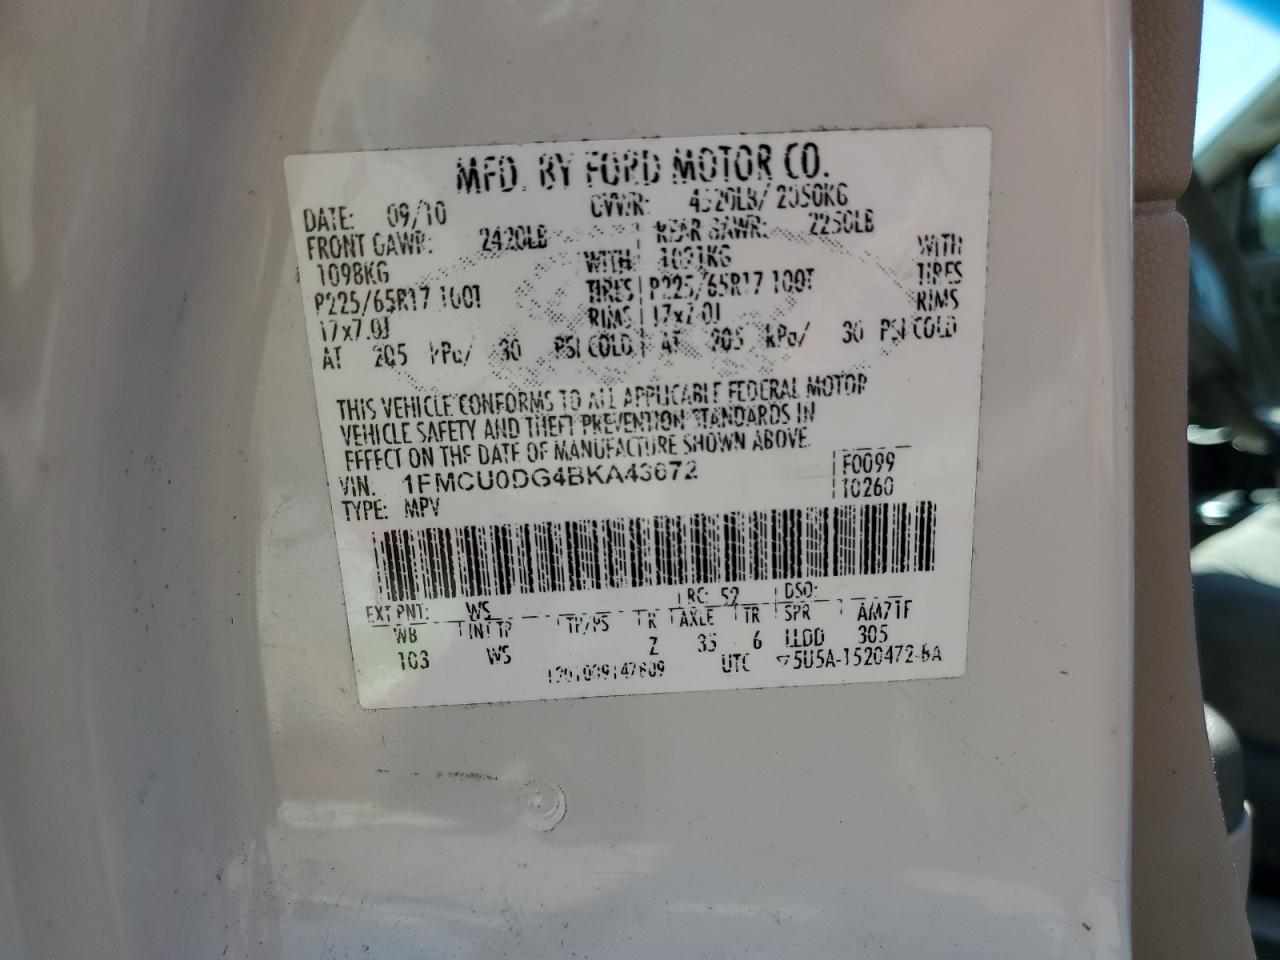 MFD. BY FORD MOTOR CO.
DATE: 09/10 GVWR: 4520LB/ 2050KG
FRONT GAWR: 2420LB REAR GAWR: 2250LB
1098KG WITH 1021KG WITH
P225/65R17 100T TIRES P225/65R17 100T TIRES
17x7.0J RIMS 17x7.0J RIMS
AT 205 kPa/ 30 PSI COLD AT 205 kPa/ 30 PSI COLD
THIS VEHICLE CONFORMS TO ALL APPLICABLE FEDERAL MOTOR
VEHICLE SAFETY AND THEFT PREVENTION STANDARDS IN
EFFECT ON THE DATE OF MANUFACTURE SHOWN ABOVE.
VIN: 1FMCU0DG4BKA43672 F0099
TYPE: MPV T0260
EXT PNT: WS RC: 52 DSO:
WB INT TR TP/PS R AXLE TR SPR AM71F
103 WS Z 35 6 LLDD 305
UTC 5U5A-1520472-BA